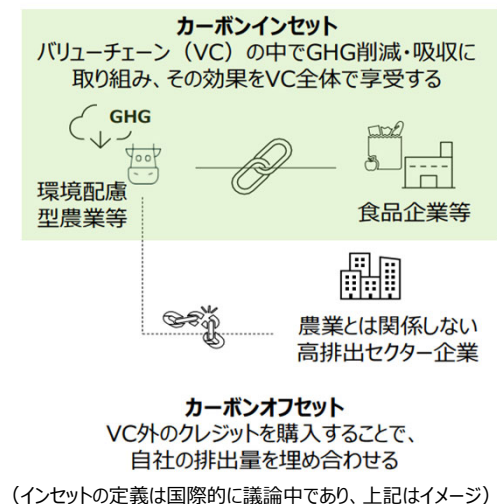 カーボンインセット
バリューチェーン（VC）の中でGHG削減・吸収に
取り組み、その効果をVC全体で享受する
GHG
環境配慮
型農業等
食品企業等
農業とは関係しない
高排出セクター企業
カーボンオフセット
VC外のクレジットを購入することで、
自社の排出量を埋め合わせる
（インセットの定義は国際的に議論中であり、上記はイメージ）